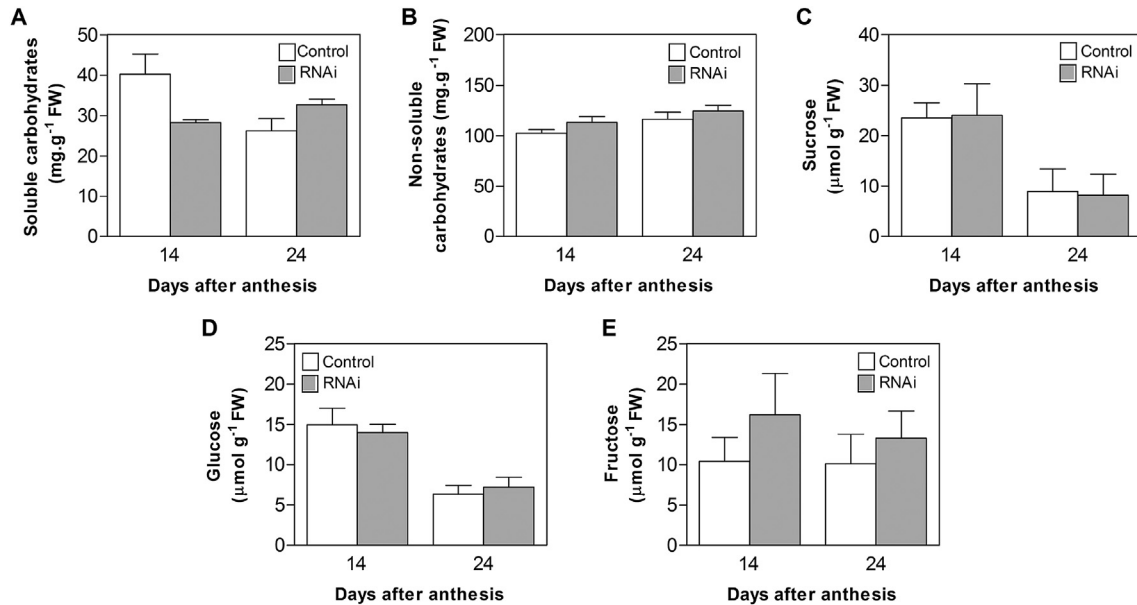 A
Soluble carbohydrates
(mg.g⁻¹ FW)
50
40
30
20
10
0
Control
RNAi
14
24
Days after anthesis
B
Non-soluble
carbohydrates (mg.g⁻¹ FW)
200
150
100
50
0
Control
RNAi
14
24
Days after anthesis
C
Sucrose
(μmol g⁻¹ FW)
40
30
20
10
0
Control
RNAi
14
24
Days after anthesis
D
Glucose
(μmol g⁻¹ FW)
25
20
15
10
5
0
Control
RNAi
14
24
Days after anthesis
E
Fructose
(μmol g⁻¹ FW)
25
20
15
10
5
0
Control
RNAi
14
24
Days after anthesis